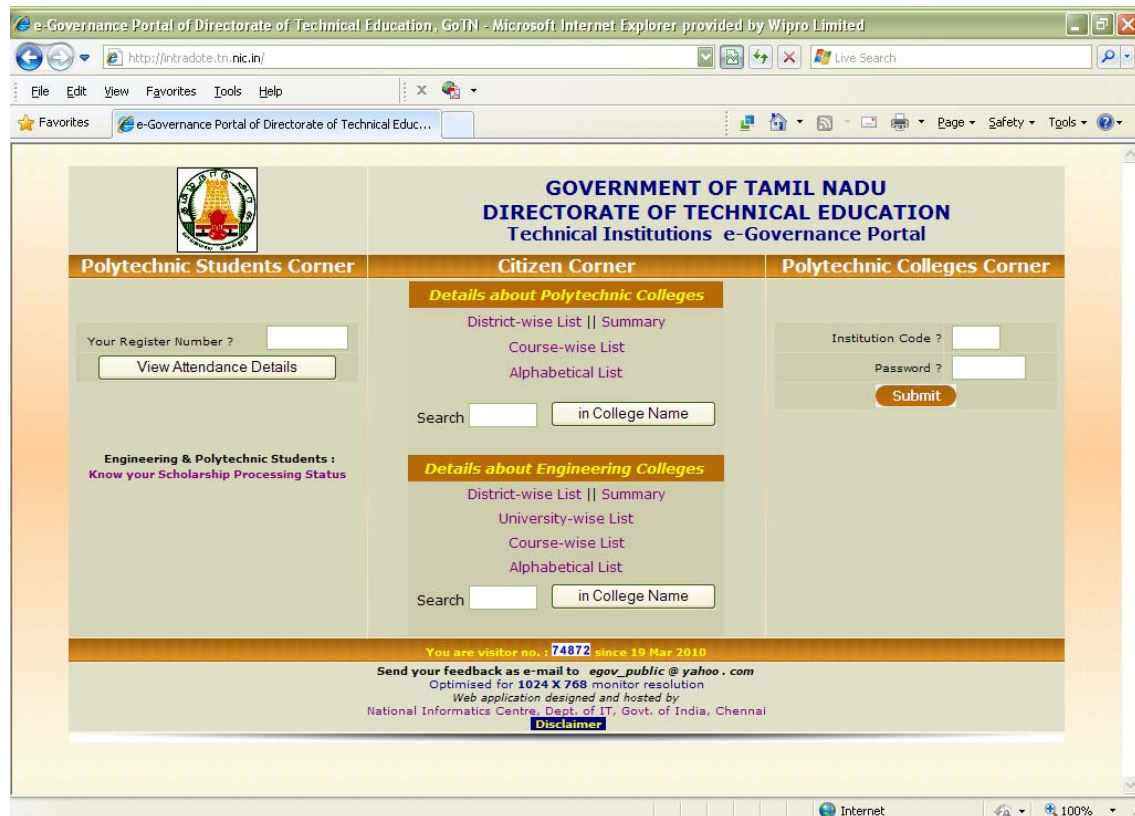 e-Governance Portal of Directorate of Technical Education, GoTN - Microsoft Internet Explorer provided by Wipro Limited
http://intradote.tn.nic.in/
Live Search
File Edit View Favorites Tools Help
Favorites
e-Governance Portal of Directorate of Technical Educ...
Page Safety Tools
GOVERNMENT OF TAMIL NADU
DIRECTORATE OF TECHNICAL EDUCATION
Technical Institutions e-Governance Portal
Polytechnic Students Corner
Your Register Number ?
View Attendance Details
Engineering & Polytechnic Students :
Know your Scholarship Processing Status
Citizen Corner
Details about Polytechnic Colleges
District-wise List || Summary
Course-wise List
Alphabetical List
Search in College Name
Details about Engineering Colleges
District-wise List || Summary
University-wise List
Course-wise List
Alphabetical List
Search in College Name
Polytechnic Colleges Corner
Institution Code ?
Password ?
Submit
You are visitor no. : 74872 since 19 Mar 2010
Send your feedback as e-mail to egov_public @ yahoo . com
Optimised for 1024 X 768 monitor resolution
Web application designed and hosted by
National Informatics Centre, Dept. of IT, Govt. of India, Chennai
Disclaimer
Internet 100%